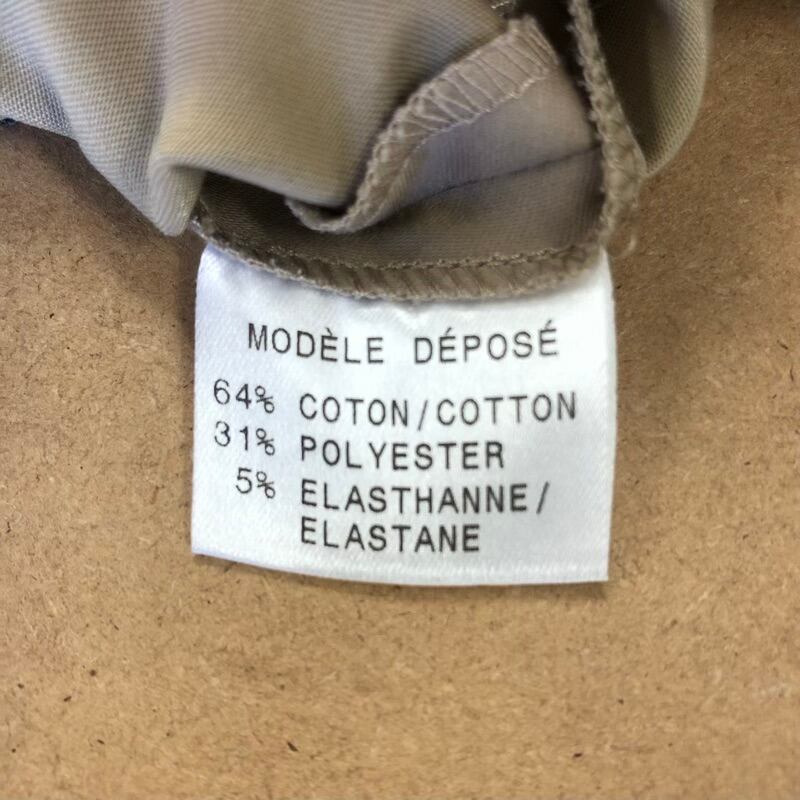 MODÈLE DÉPOSÉ
64% COTON/COTTON
31% POLYESTER
5% ELASTHANNE/
ELASTANE